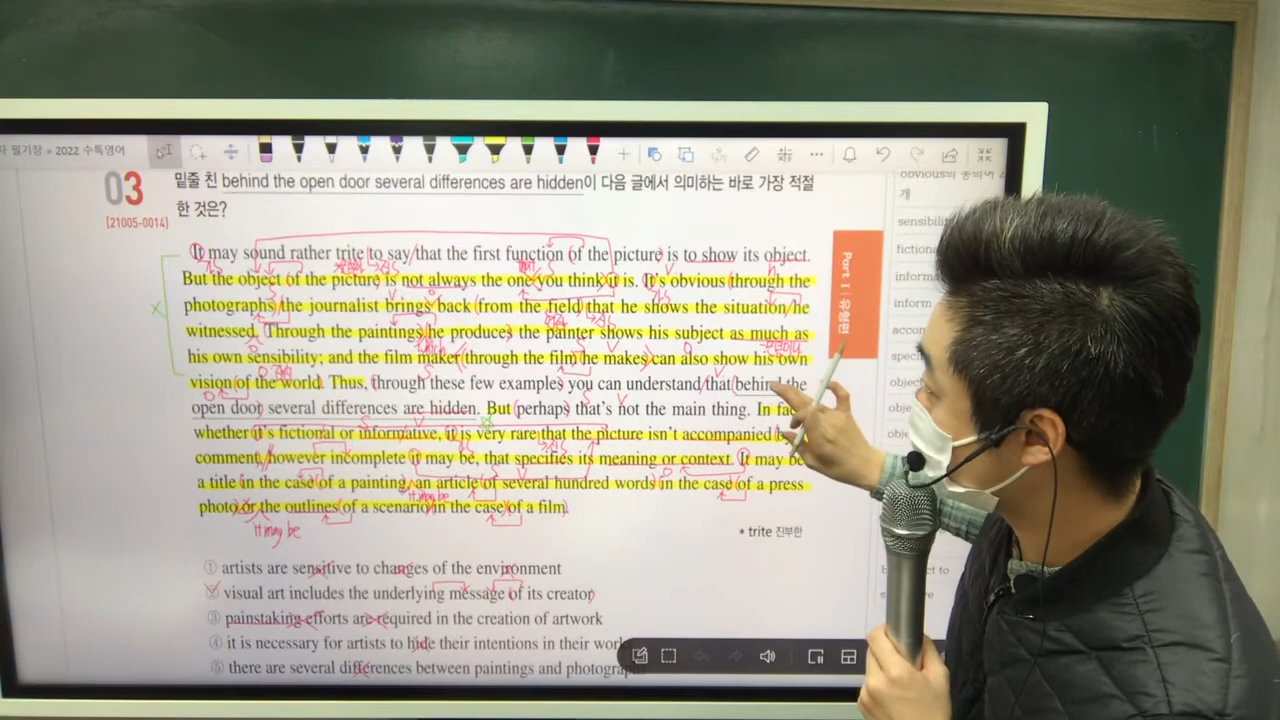 자 필기장 = 2022 수특영어
03
[21005-0014]
밑줄 친 behind the open door several differences are hidden이 다음 글에서 의미하는 바로 가장 적절
한 것은?
It may sound rather trite to say that the first function of the picture is to show its object.
But the object of the picture is not always the one you think it is. It's obvious through the
photographs the journalist brings back from the field that he shows the situation he
witnessed. Through the paintings he produces the painter shows his subject as much as
his own sensibility; and the film maker through the film he makes can also show his own
vision of the world. Thus, through these few examples you can understand that behind the
open door several differences are hidden. But perhaps that's not the main thing. In
whether it's fictional or informative, it is very rare that the picture isn't accompanied
comment, however incomplete it may be, that specifies its meaning or context. It may be
a title in the case of a painting, an article of several hundred words in the case of a press
photo or the outlines of a scenario in the case of a film.
it may be
it may be
* trite 진부한
① artists are sensitive to changes of the environment
② visual art includes the underlying message of its creator
③ painstaking efforts are required in the creation of artwork
④ it is necessary for artists to hide their intentions in their work
⑤ there are several differences between paintings and photograp
Part I 유형편
개
sensibili
fictiona
informa
inform
accon
speci
objec
obje
obj